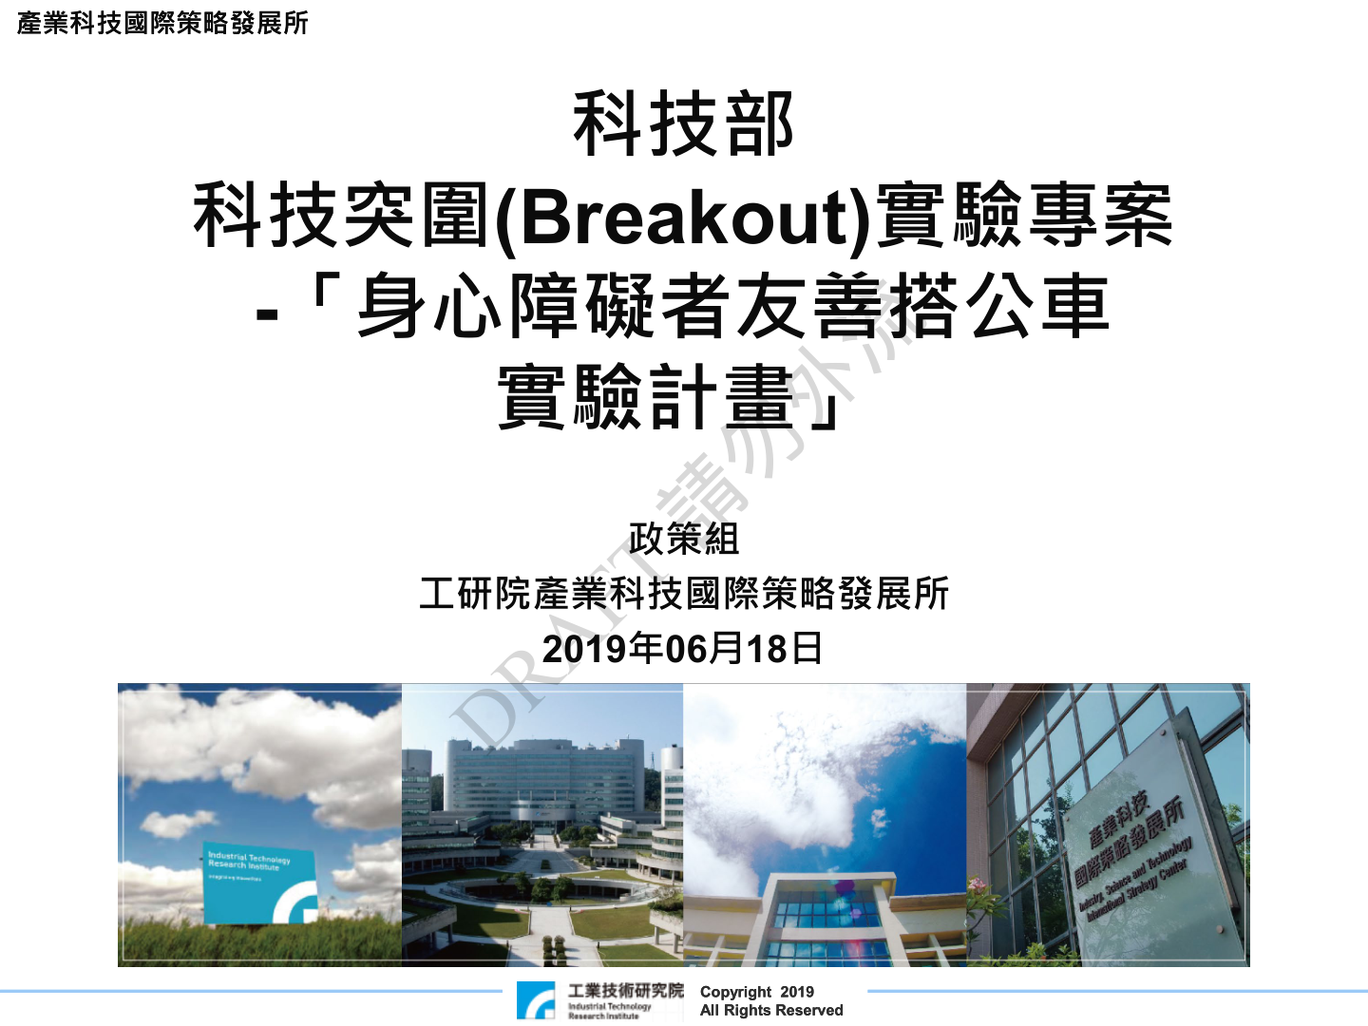 產業科技國際策略發展所
科技部
科技突圍(Breakout)實驗專案
-「身心障礙者友善搭公車
實驗計畫」
DRAFT 請勿外流
政策組
工研院產業科技國際策略發展所
2019年06月18日
Industrial Technology
Research Institute
產業科技
國際策略發展所
Industry, Science and Technology
International Strategy Center
工業技術研究院
Industrial Technology
Research Institute
Copyright 2019
All Rights Reserved